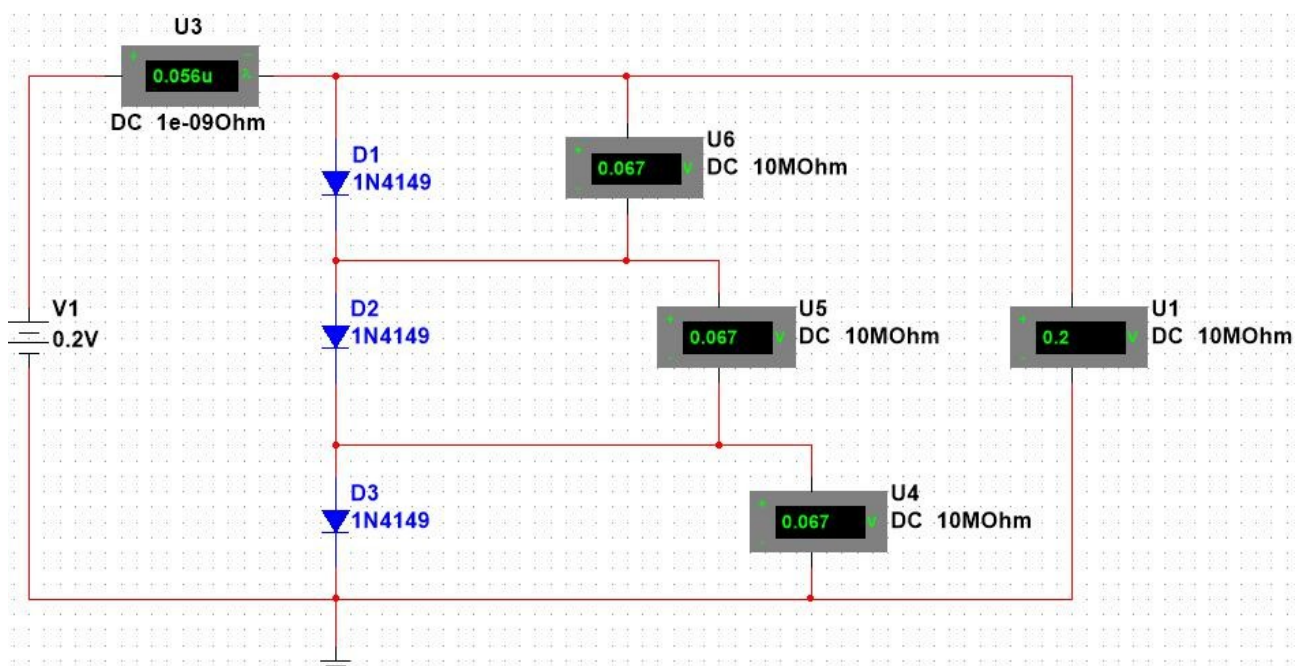 U3
0.056u
DC 1e-09Ohm
D1
1N4149
U6
0.067 V
DC 10MOhm
V1
0.2V
D2
1N4149
U5
0.067 V
DC 10MOhm
U1
0.2 V
DC 10MOhm
D3
1N4149
U4
0.067 V
DC 10MOhm